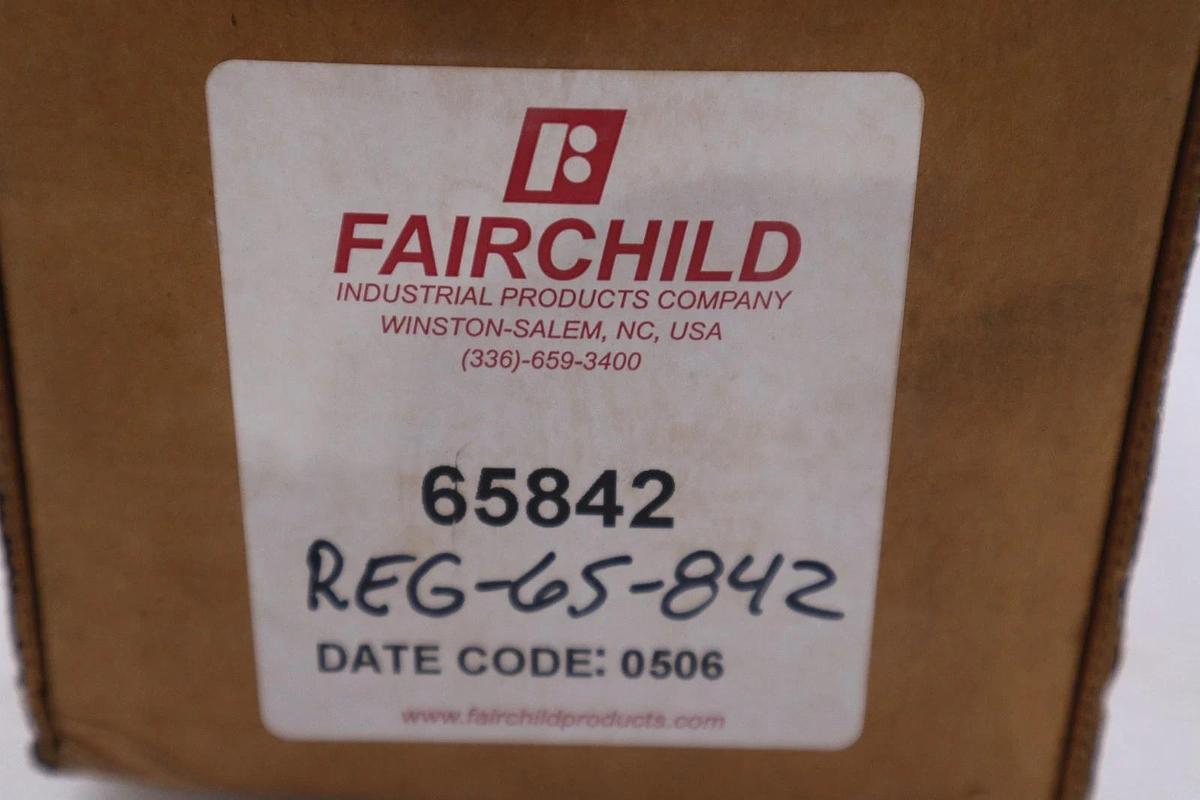 FAIRCHILD
INDUSTRIAL PRODUCTS COMPANY
WINSTON-SALEM, NC, USA
(336)-659-3400
65842
REG-65-842
DATE CODE: 0506
www.fairchildproducts.com